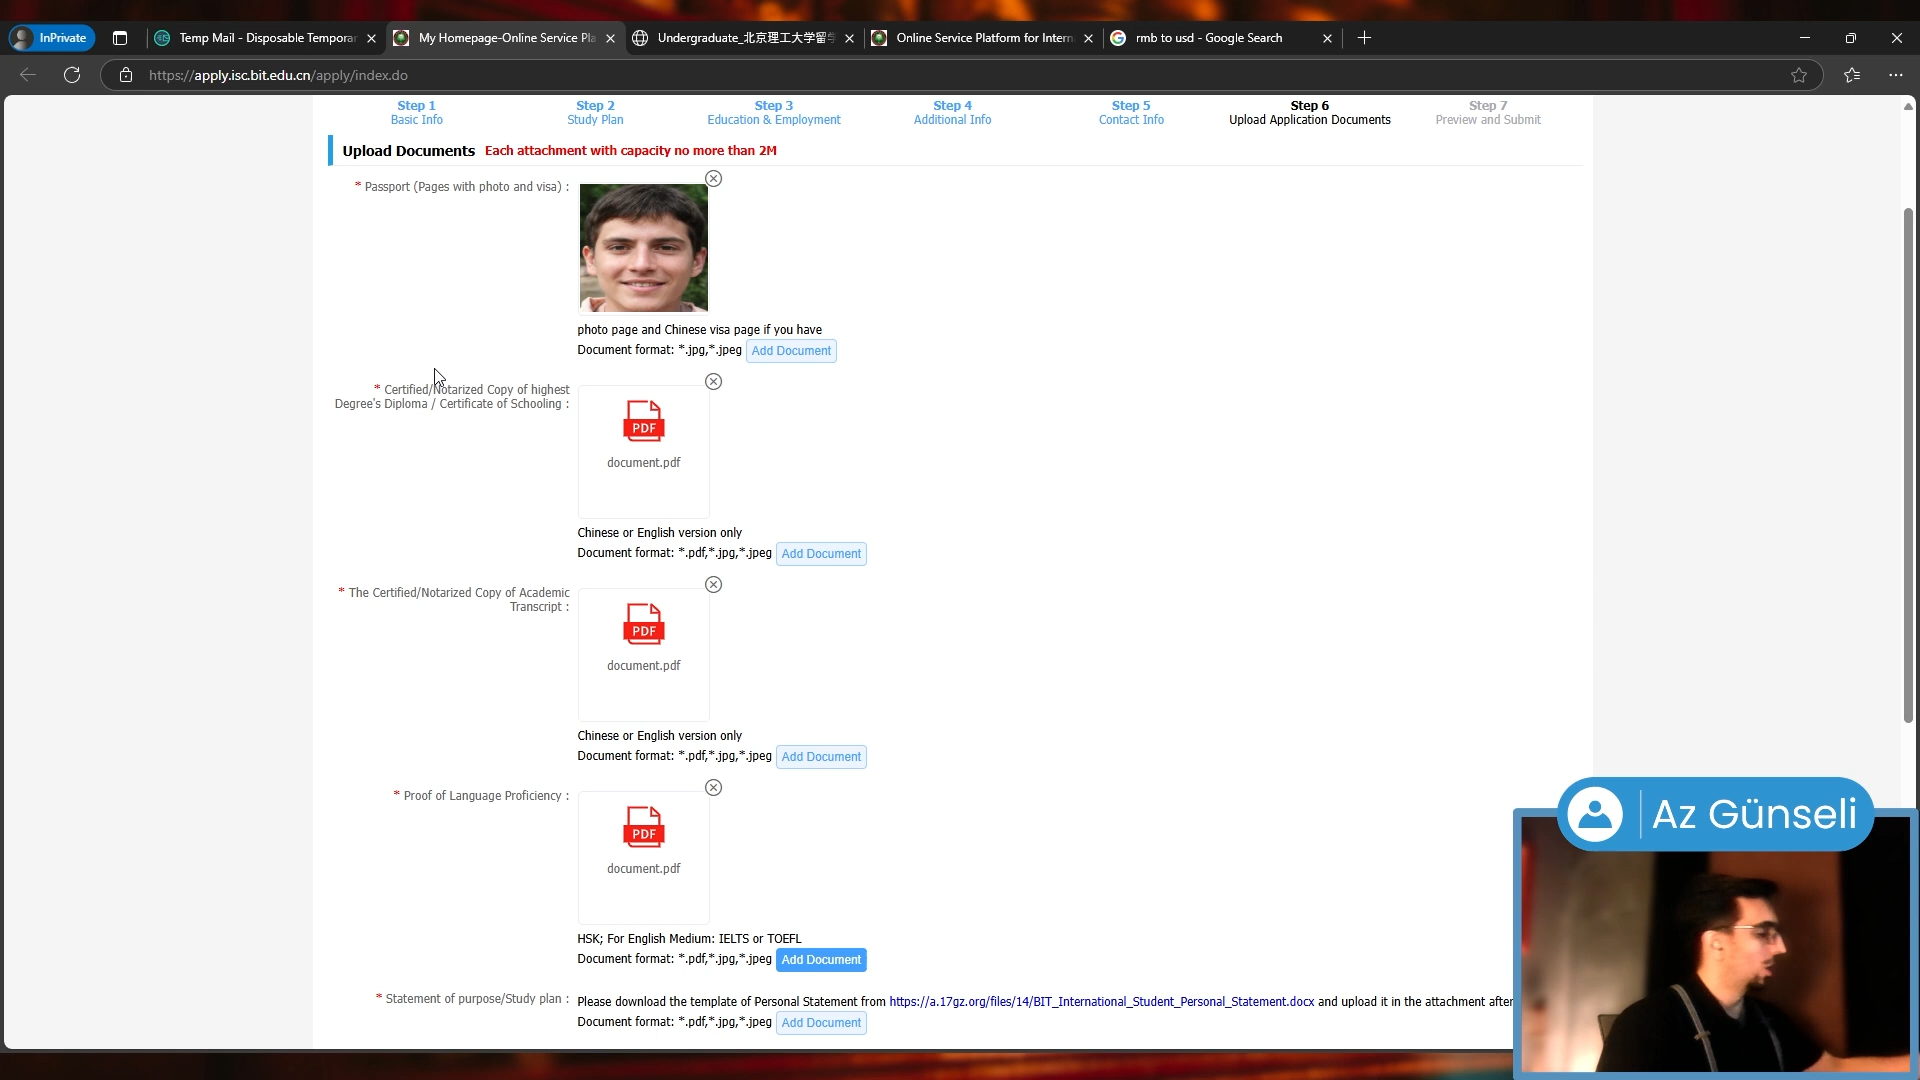 InPrivate
Temp Mail - Disposable Temporar
My Homepage-Online Service Pla
Undergraduate_北京理工大学留学
Online Service Platform for Intern
rmb to usd - Google Search
https://apply.isc.bit.edu.cn/apply/index.do
Step 1
Basic Info
Step 2
Study Plan
Step 3
Education & Employment
Step 4
Additional Info
Step 5
Contact Info
Step 6
Upload Application Documents
Step 7
Preview and Submit
Upload Documents Each attachment with capacity no more than 2M
* Passport (Pages with photo and visa) :
photo page and Chinese visa page if you have
Document format: *.jpg,*.jpeg Add Document
* Certified/Notarized Copy of highest
Degree's Diploma / Certificate of Schooling :
PDF
document.pdf
Chinese or English version only
Document format: *.pdf,*.jpg,*.jpeg Add Document
* The Certified/Notarized Copy of Academic
Transcript :
PDF
document.pdf
Chinese or English version only
Document format: *.pdf,*.jpg,*.jpeg Add Document
* Proof of Language Proficiency :
PDF
document.pdf
HSK; For English Medium: IELTS or TOEFL
Document format: *.pdf,*.jpg,*.jpeg Add Document
* Statement of purpose/Study plan : Please download the template of Personal Statement from https://a.17gz.org/files/14/BIT_International_Student_Personal_Statement.docx and upload it in the attachment after
Document format: *.pdf,*.jpg,*.jpeg Add Document
Az Günseli